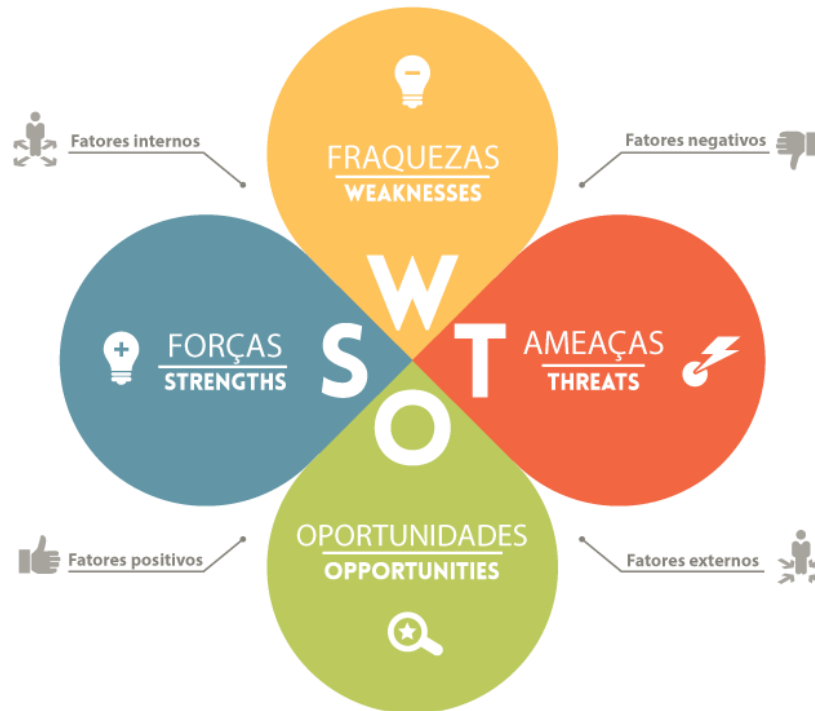 Fatores internos
Fatores negativos
FRAQUEZAS
WEAKNESSES
W
FORÇAS
STRENGTHS
S
T
AMEAÇAS
THREATS
O
OPORTUNIDADES
OPPORTUNITIES
Fatores positivos
Fatores externos